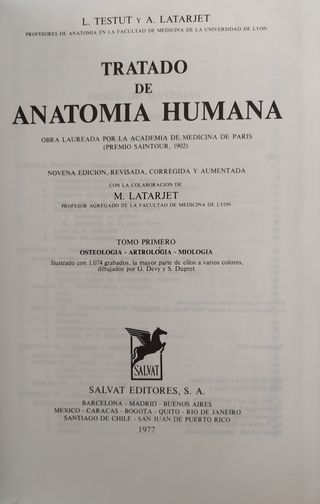 L. TESTUT Y A. LATARJET
PROFESORES DE ANATOMIA EN LA FACULTAD DE MEDICINA DE LA UNIVERSIDAD DE LYON
TRATADO
DE
ANATOMIA HUMANA
OBRA LAUREADA POR LA ACADEMIA DE MEDICINA DE PARIS
(PREMIO SAINTOUR, 1902)
NOVENA EDICION, REVISADA, CORREGIDA Y AUMENTADA
CON LA COLABORACION DE
M. LATARJET
PROFESOR AGREGADO DE LA FACULTAD DE MEDICINA DE LYON
TOMO PRIMERO
OSTEOLOGIA - ARTROLOGIA - MIOLOGIA
Ilustrado con 1.074 grabados, la mayor parte de ellos a varios colores,
dibujados por G. Devy y S. Dupret
SALVAT
SALVAT EDITORES, S. A.
BARCELONA - MADRID - BUENOS AIRES
MEXICO - CARACAS - BOGOTA - QUITO - RIO DE JANEIRO
SANTIAGO DE CHILE - SAN JUAN DE PUERTO RICO
1977